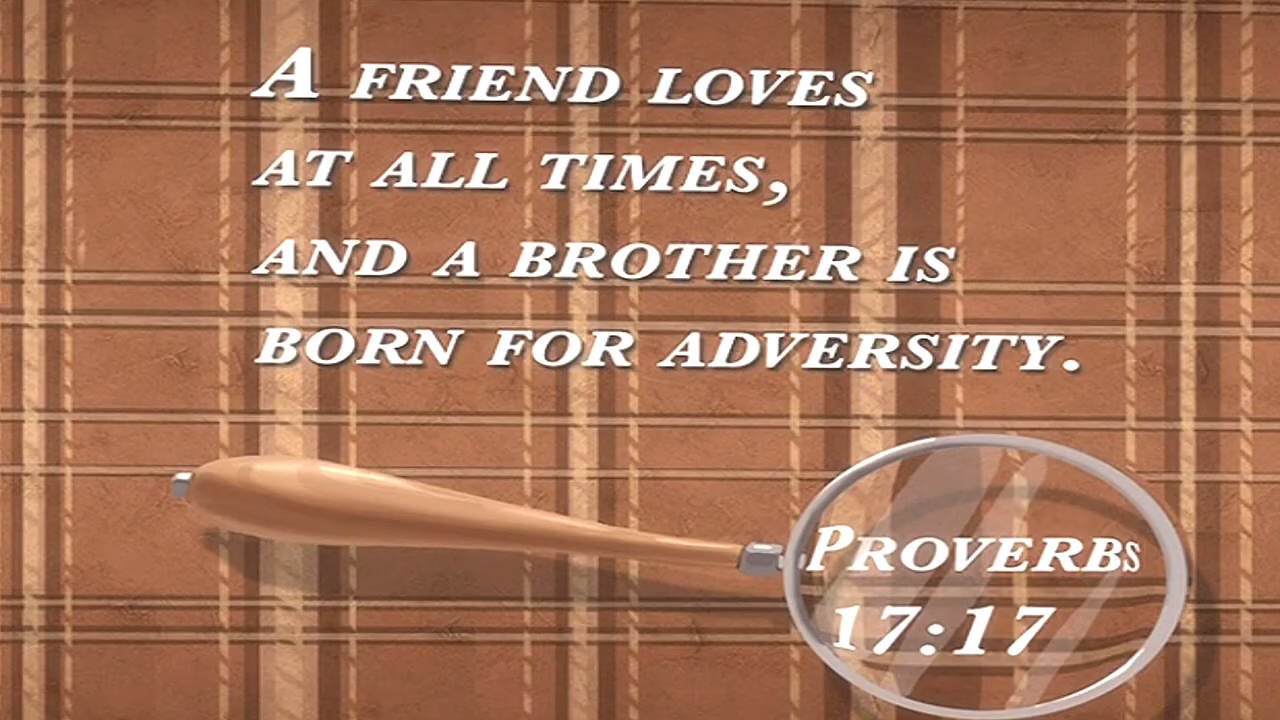 A FRIEND LOVES
AT ALL TIMES,
AND A BROTHER IS
BORN FOR ADVERSITY.
PROVERBS
17:17